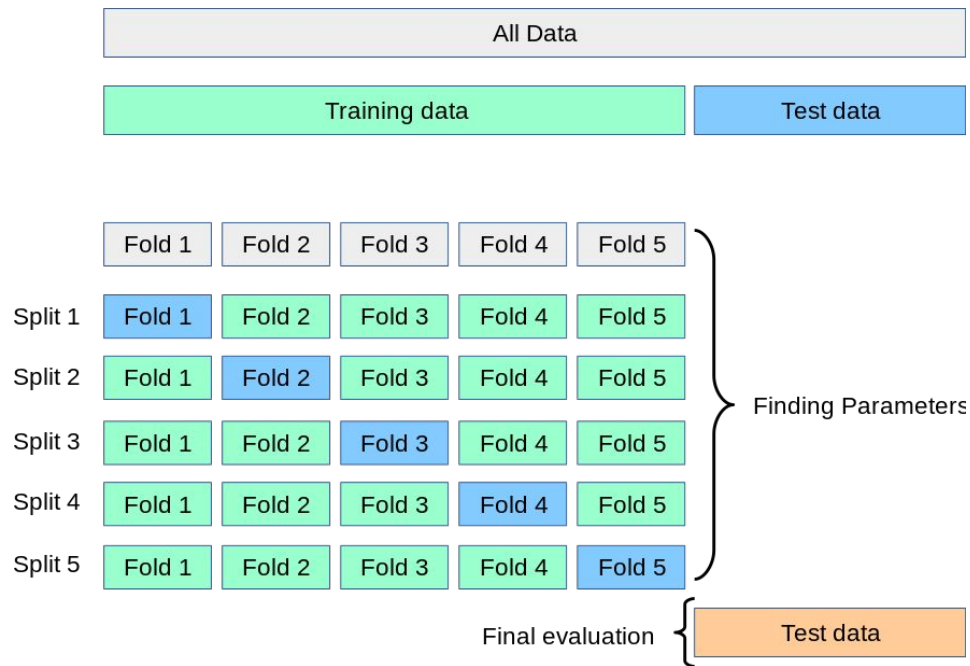 All Data
Training data Test data
Fold 1 Fold 2 Fold 3 Fold 4 Fold 5
Split 1 Fold 1 Fold 2 Fold 3 Fold 4 Fold 5
Split 2 Fold 1 Fold 2 Fold 3 Fold 4 Fold 5
Finding Parameters
Split 3 Fold 1 Fold 2 Fold 3 Fold 4 Fold 5
Split 4 Fold 1 Fold 2 Fold 3 Fold 4 Fold 5
Split 5 Fold 1 Fold 2 Fold 3 Fold 4 Fold 5
Final evaluation Test data